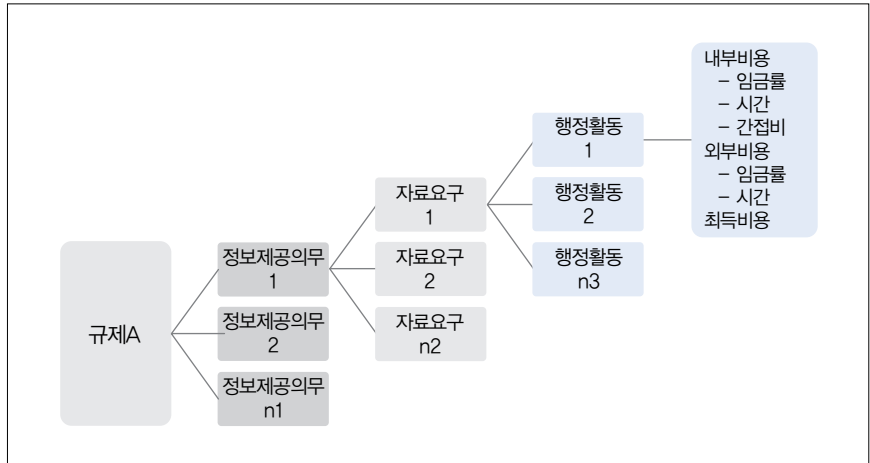 규제A
정보제공의무
1
정보제공의무
2
정보제공의무
n1
자료요구
1
자료요구
2
자료요구
n2
행정활동
1
행정활동
2
행정활동
n3
내부비용
– 임금률
– 시간
– 간접비
외부비용
– 임금률
– 시간
최득비용